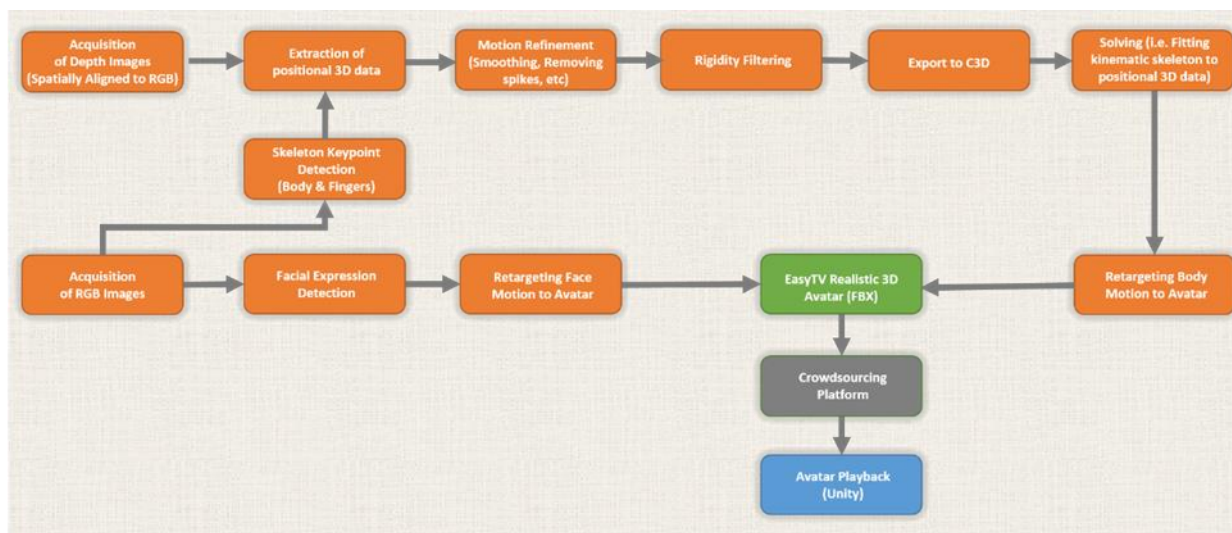 Acquisition
of Depth Images
(Spatially Aligned to RGB)
Extraction of
positional 3D data
Motion Refinement
(Smoothing, Removing
spikes, etc)
Rigidity Filtering
Export to C3D
Solving (i.e. Fitting
kinematic skeleton to
positional 3D data)
Skeleton Keypoint
Detection
(Body & Fingers)
Acquisition
of RGB Images
Facial Expression
Detection
Retargeting Face
Motion to Avatar
EasyTV Realistic 3D
Avatar (FBX)
Retargeting Body
Motion to Avatar
Crowdsourcing
Platform
Avatar Playback
(Unity)